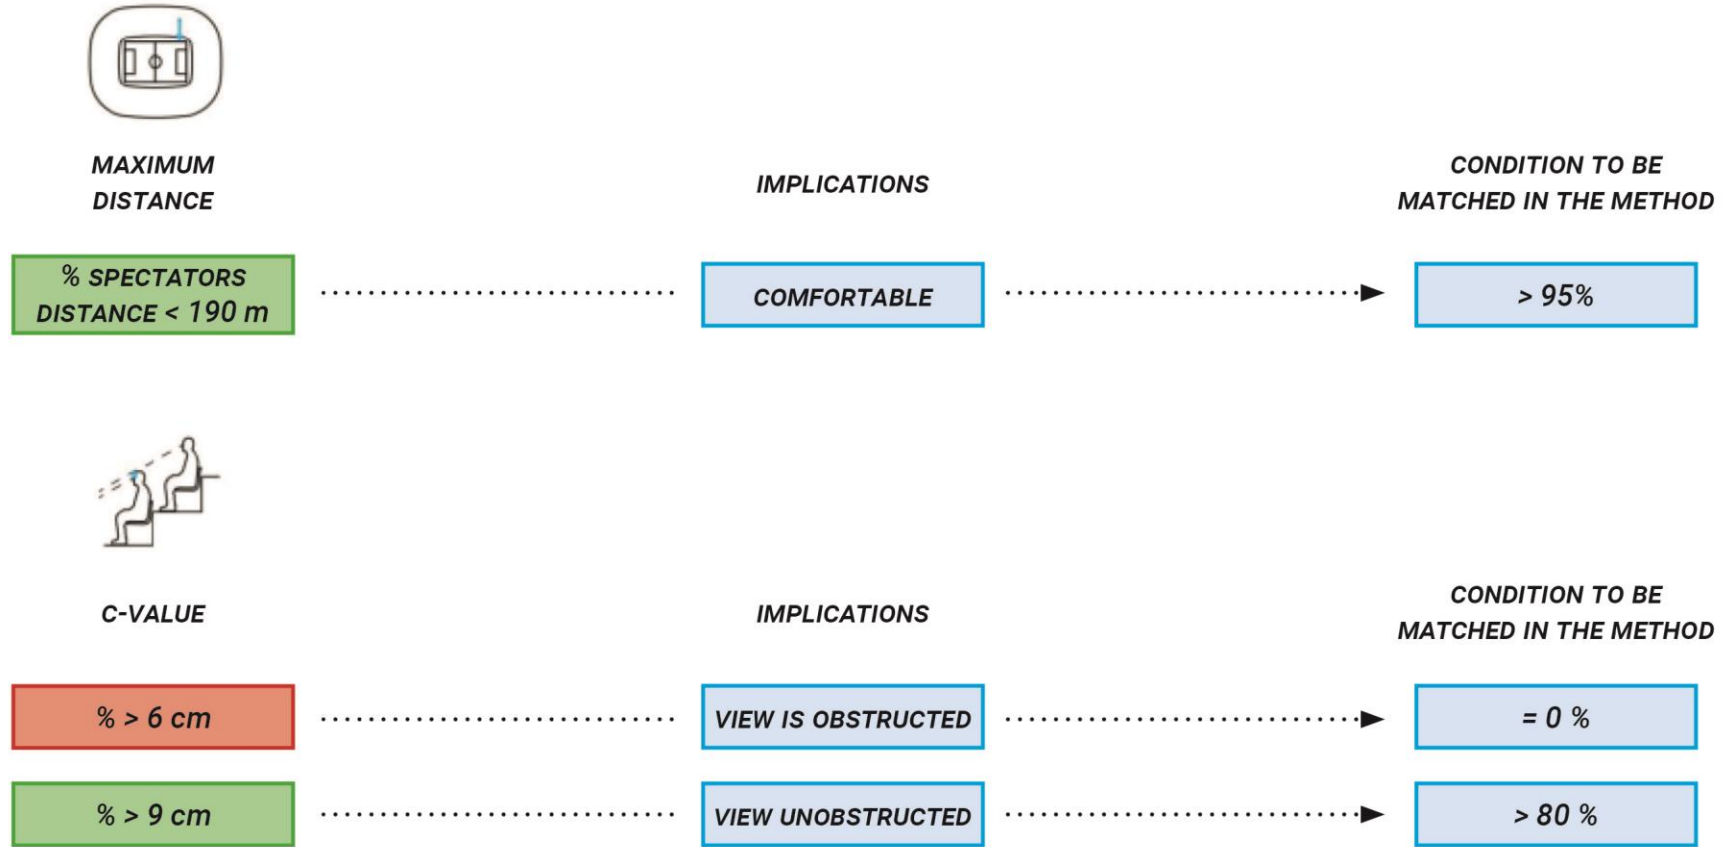 MAXIMUM
DISTANCE
IMPLICATIONS
CONDITION TO BE
MATCHED IN THE METHOD
% SPECTATORS
DISTANCE < 190 m
COMFORTABLE
> 95%
C-VALUE
IMPLICATIONS
CONDITION TO BE
MATCHED IN THE METHOD
% > 6 cm
VIEW IS OBSTRUCTED
= 0 %
% > 9 cm
VIEW UNOBSTRUCTED
> 80 %